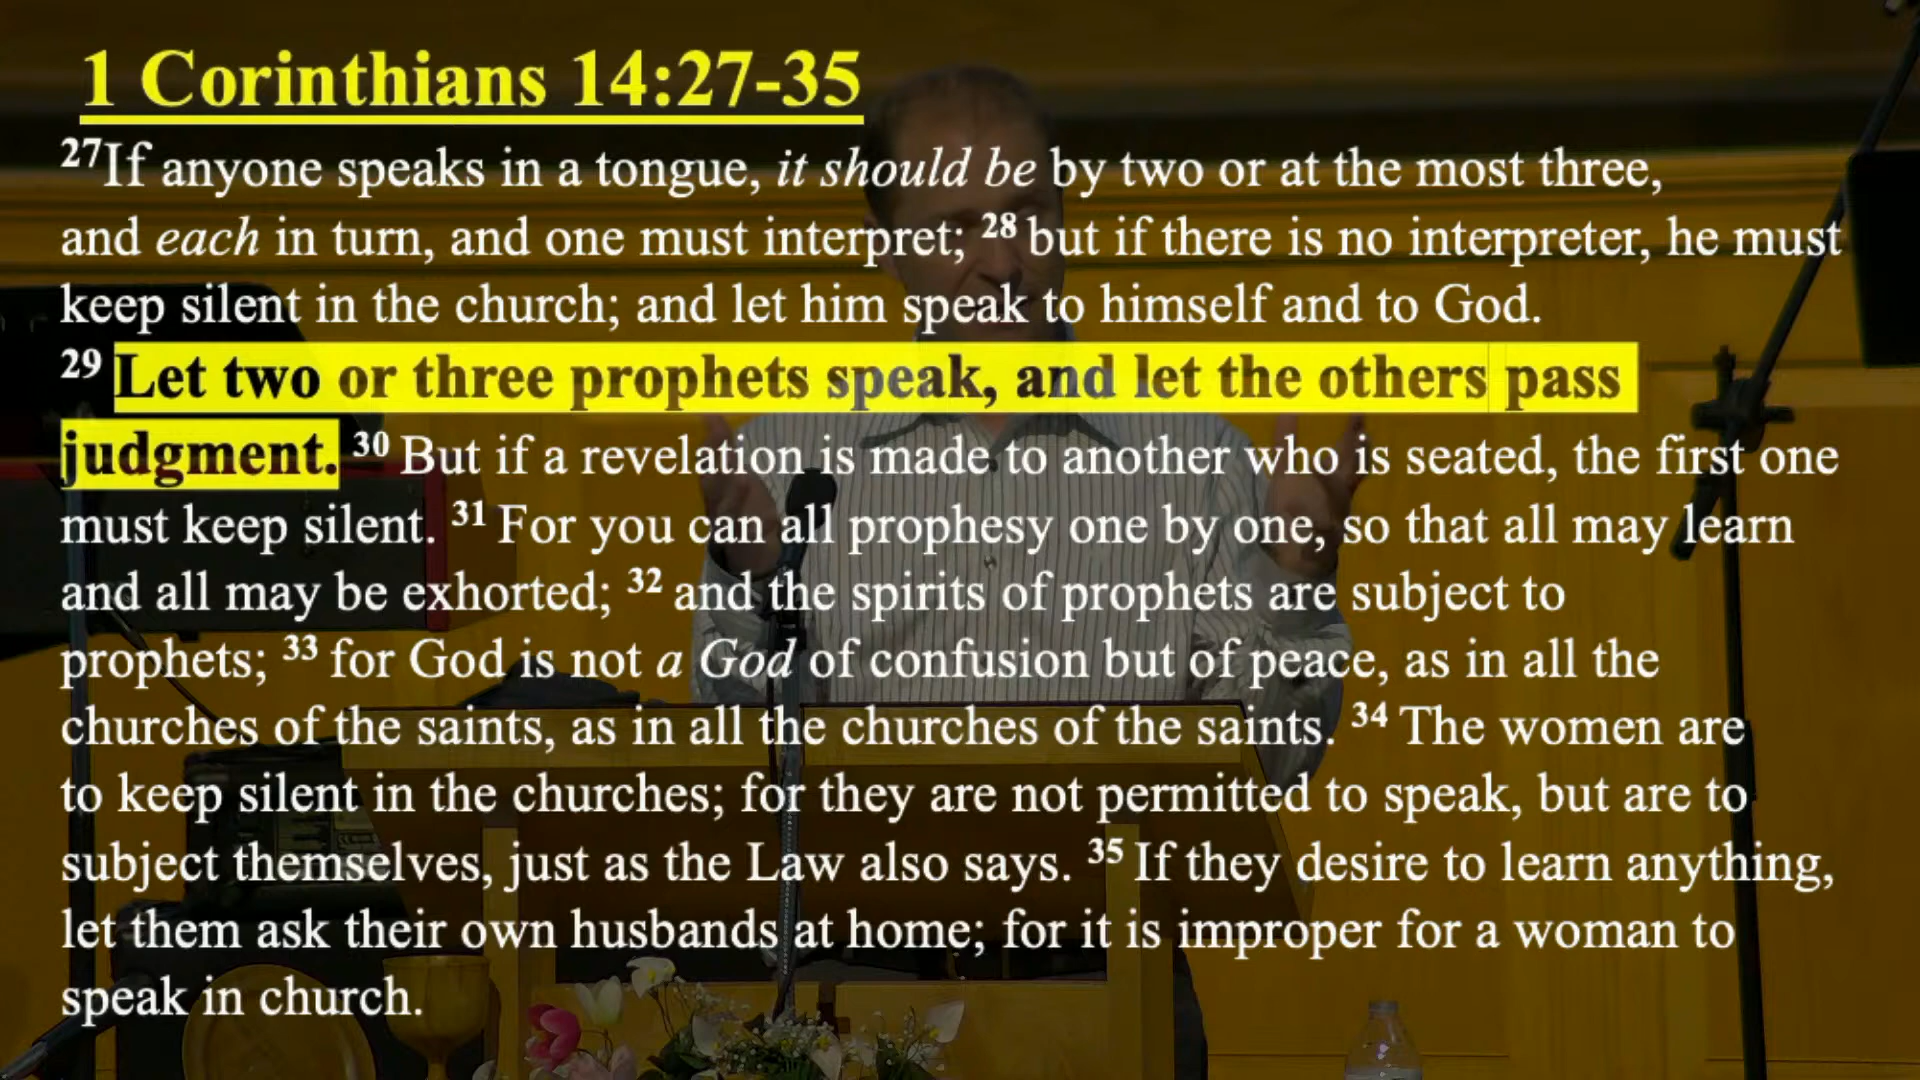 1 Corinthians 14:27-35
27If anyone speaks in a tongue, it should be by two or at the most three,
and each in turn, and one must interpret; 28 but if there is no interpreter, he must
keep silent in the church; and let him speak to himself and to God.
29 Let two or three prophets speak, and let the others pass
judgment. 30 But if a revelation is made to another who is seated, the first one
must keep silent. 31 For you can all prophesy one by one, so that all may learn
and all may be exhorted; 32 and the spirits of prophets are subject to
prophets; 33 for God is not a God of confusion but of peace, as in all the
churches of the saints, as in all the churches of the saints. 34 The women are
to keep silent in the churches; for they are not permitted to speak, but are to
subject themselves, just as the Law also says. 35 If they desire to learn anything,
let them ask their own husbands at home; for it is improper for a woman to
speak in church.